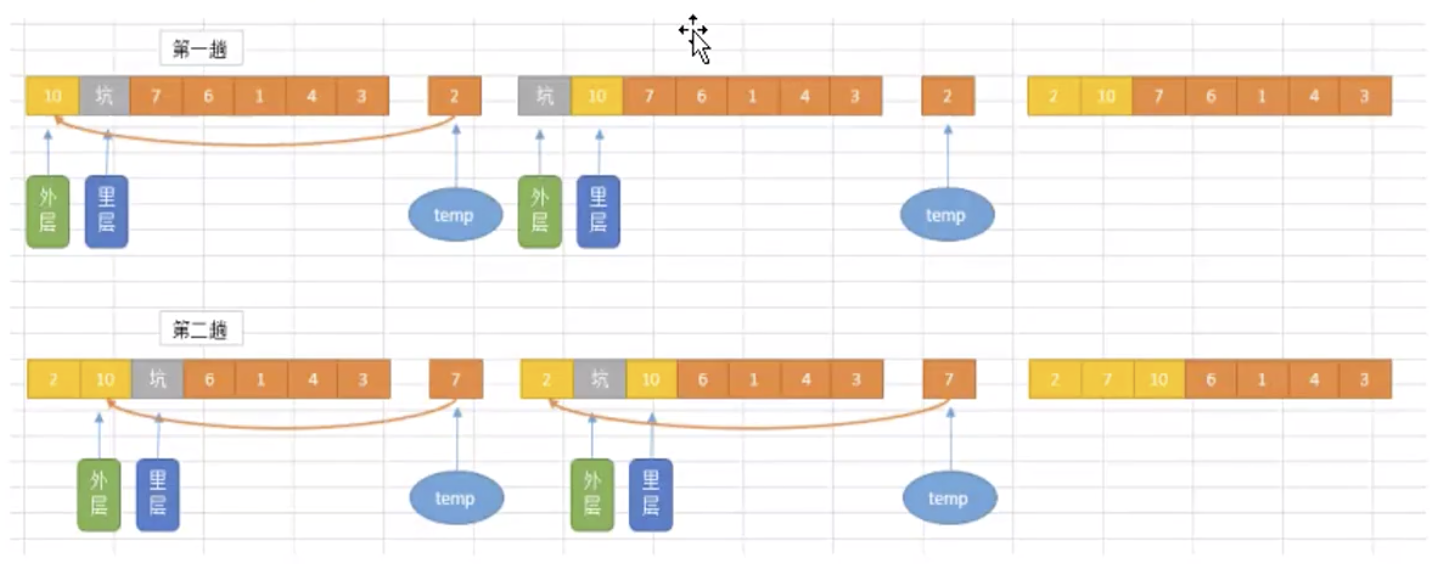 第一趟
10 坑 7 6 1 4 3 2 坑 10 7 6 1 4 3 2 2 10 7 6 1 4 3
外层 里层 temp 外层 里层 temp
第二趟
2 10 坑 6 1 4 3 7 2 坑 10 6 1 4 3 7 2 7 10 6 1 4 3
外层 里层 temp 外层 里层 temp